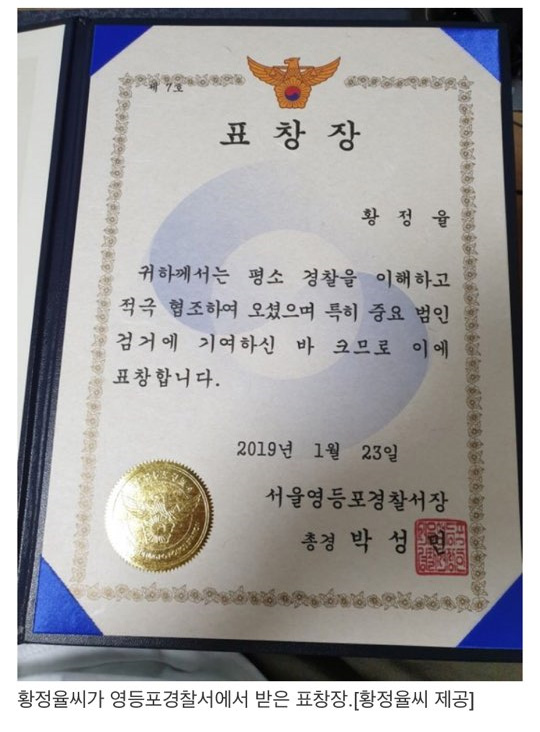 제 7호
표 창 장
황 정 율
귀하께서는 평소 경찰을 이해하고
적극 협조하여 오셨으며 특히 중요 범인
검거에 기여하신 바 크므로 이에
표창합니다.
2019년 1월 23일
서울영등포경찰서장
총경 박 성 민
황정율씨가 영등포경찰서에서 받은 표창장.[황정율씨 제공]